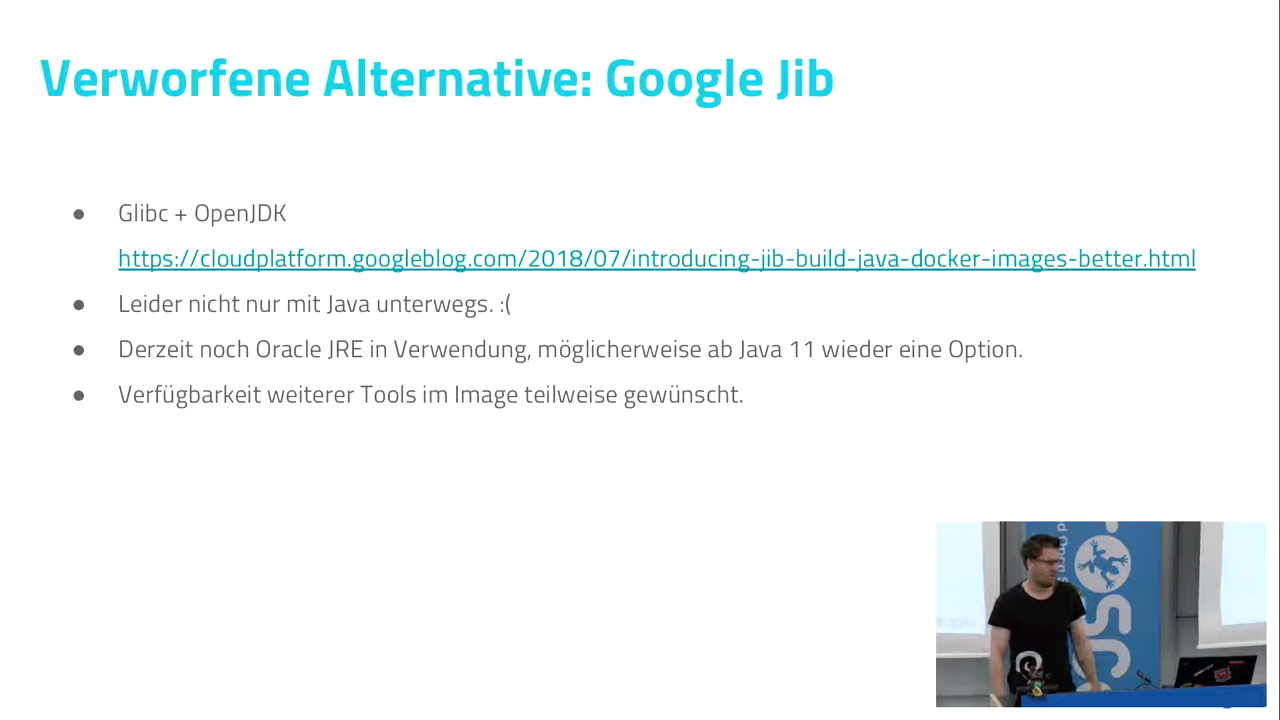 Verworfene Alternative: Google Jib
● Glibc + OpenJDK
https://cloudplatform.googleblog.com/2018/07/introducing-jib-build-java-docker-images-better.html
● Leider nicht nur mit Java unterwegs. :(
● Derzeit noch Oracle JRE in Verwendung, möglicherweise ab Java 11 wieder eine Option.
● Verfügbarkeit weiterer Tools im Image teilweise gewünscht.